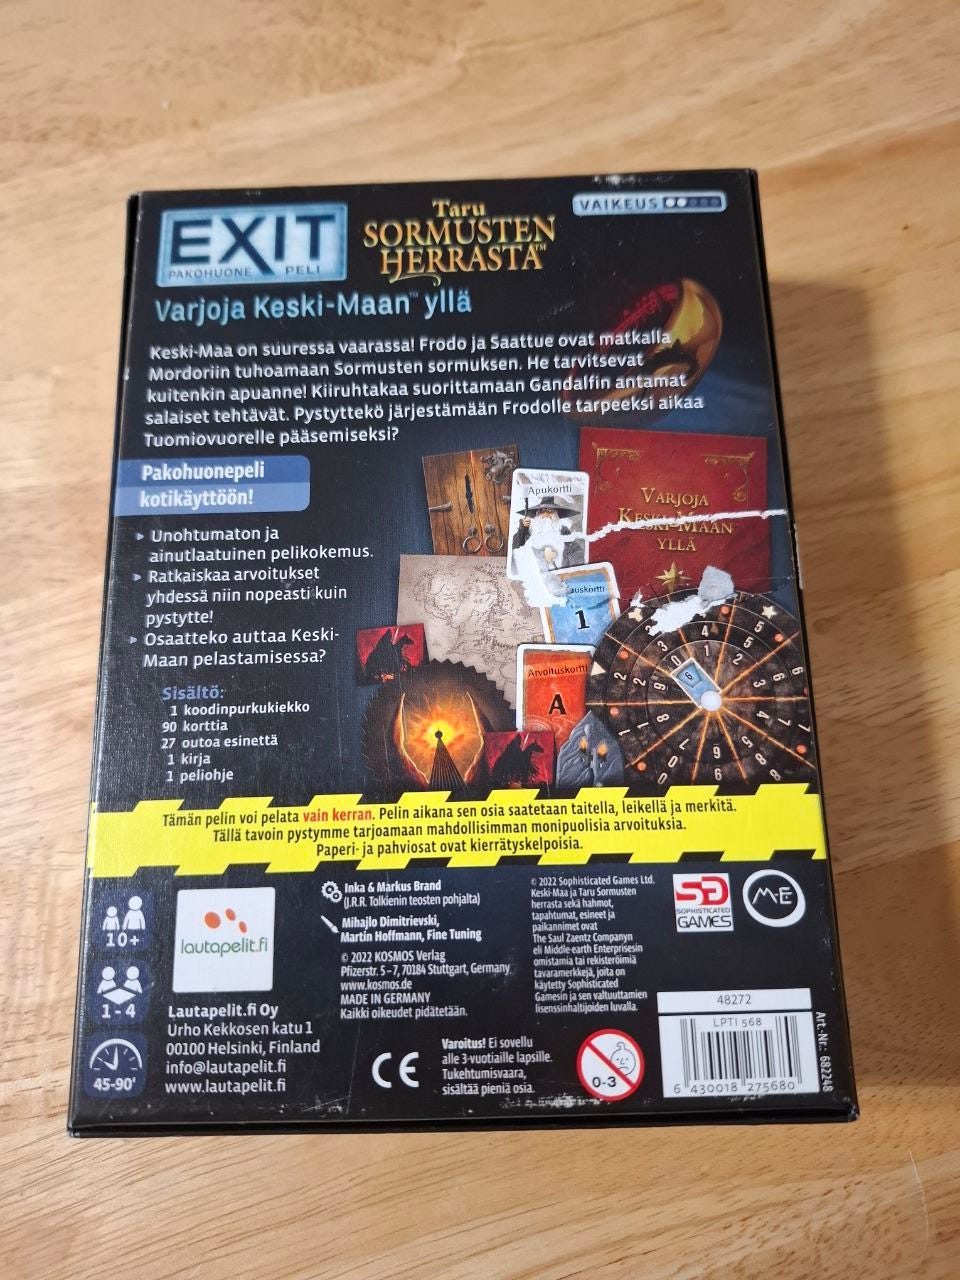 EXIT
PAKOHUONE PELI
Taru
SORMUSTEN
HERRASTA™
VAIKEUS
Varjoja Keski-Maan™ yllä
Keski-Maa on suuressa vaarassa! Frodo ja Saattue ovat matkalla
Mordoriin tuhoamaan Sormusten sormuksen. He tarvitsevat
kuitenkin apuanne! Kiiruhtakaa suorittamaan Gandalfin antamat
salaiset tehtävät. Pystyttekö järjestämään Frodolle tarpeeksi aikaa
Tuomiovuorelle pääsemiseksi?
Pakohuonepeli
kotikäyttöön!
Unohtumaton ja
ainutlaatuinen pelikokemus.
Ratkaiskaa arvoitukset
yhdessä niin nopeasti kuin
pystytte!
Osaatteko auttaa Keski-
Maan pelastamisessa?
Sisältö:
1 koodinpurkukiekko
90 korttia
27 outoa esinettä
1 kirja
1 peliohje
Apukortti
VARJOJA
KESKI-MAAN
YLLÄ
auskortti
1
Arvoituskortti
A
Tämän pelin voi pelata vain kerran. Pelin aikana sen osia saatetaan taitella, leikellä ja merkitä.
Tällä tavoin pystymme tarjoamaan mahdollisimman monipuolisia arvoituksia.
Paperi- ja pahviosat ovat kierrätyskelpoisia.
10+
1 - 4
45-90'
lautapelit.fi
Lautapelit.fi Oy
Urho Kekkosen katu 1
00100 Helsinki, Finland
info@lautapelit.fi
www.lautapelit.fi
Inka & Markus Brand
(J.R.R. Tolkienin teosten pohjalta)
Mihajlo Dimitrievski,
Martin Hoffmann, Fine Tuning
© 2022 KOSMOS Verlag
Pfizerstr. 5-7, 70184 Stuttgart, Germany
www.kosmos.de
MADE IN GERMANY
Kaikki oikeudet pidätetään.
CE
Varoitus! Ei sovellu
alle 3-vuotiaille lapsille.
Tukehtumisvaara,
sisältää pieniä osia.
0-3
© 2022 Sophisticated Games Ltd.
Keski-Maa ja Taru Sormusten
herrasta sekä hahmot,
tapahtumat, esineet ja
paikannimet ovat
The Saul Zaentz Companyn
eli Middle-earth Enterprisesin
omistamia tai rekisteröimiä
tavaramerkkejä, joita on
käytetty Sophisticated
Gamesin ja sen valtuuttamien
lisenssinhaltijoiden luvalla.
SG
SOPHISTICATED
GAMES
M-E
48272
LPTI 568
6 430018 275680
Art.-Nr.: 682248